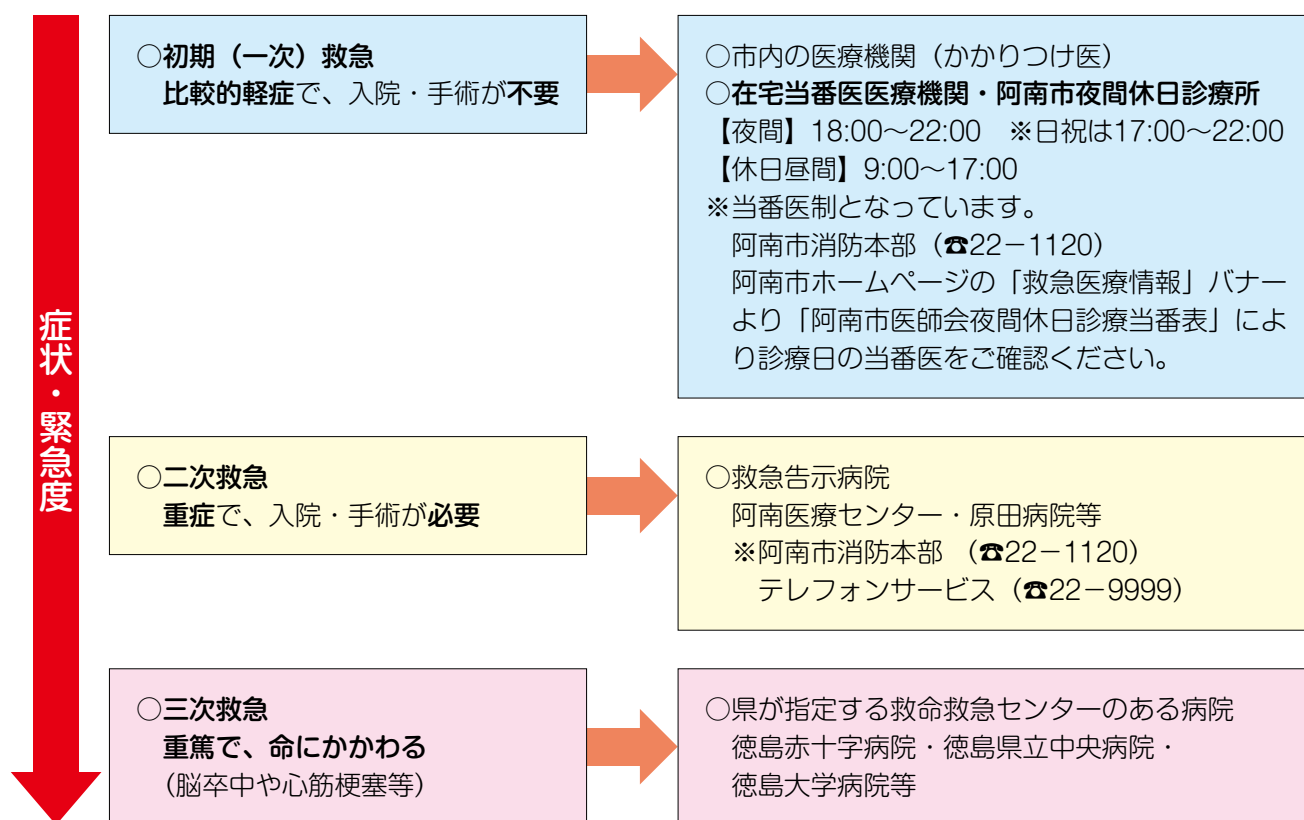 症状・緊急度
○初期（一次）救急
比較的軽症で、入院・手術が不要
○市内の医療機関（かかりつけ医）
○在宅当番医医療機関・阿南市夜間休日診療所
【夜間】18:00～22:00　※日祝は17:00～22:00
【休日昼間】9:00～17:00
※当番医制となっています。
阿南市消防本部（☎22－1120）
阿南市ホームページの「救急医療情報」バナー
より「阿南市医師会夜間休日診療当番表」によ
り診療日の当番医をご確認ください。
○二次救急
重症で、入院・手術が必要
○救急告示病院
阿南医療センター・原田病院等
※阿南市消防本部 （☎22－1120）
テレフォンサービス（☎22－9999）
○三次救急
重篤で、命にかかわる
（脳卒中や心筋梗塞等）
○県が指定する救命救急センターのある病院
徳島赤十字病院・徳島県立中央病院・
徳島大学病院等